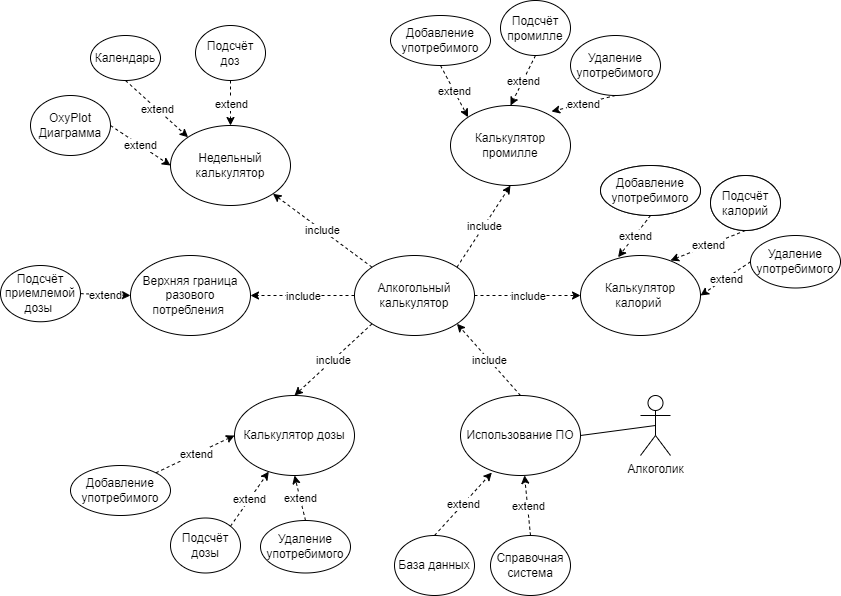 Календарь
extend
Подсчёт
доз
extend
OxyPlot
Диаграмма
extend
Недельный
калькулятор
include
Добавление
употребимого
extend
Подсчёт
промилле
extend
Удаление
употребимого
extend
Калькулятор
промилле
include
Добавление
употребимого
extend
Подсчёт
калорий
extend
Удаление
употребимого
extend
Калькулятор
калорий
include
Подсчёт
приемлемой
дозы
extend
Верхняя граница
разового
потребления
include
Алкогольный
калькулятор
include
Калькулятор дозы
include
Использование ПО
Алкоголик
Добавление
употребимого
extend
Подсчёт
дозы
extend
Удаление
употребимого
extend
База данных
extend
Справочная
система
extend